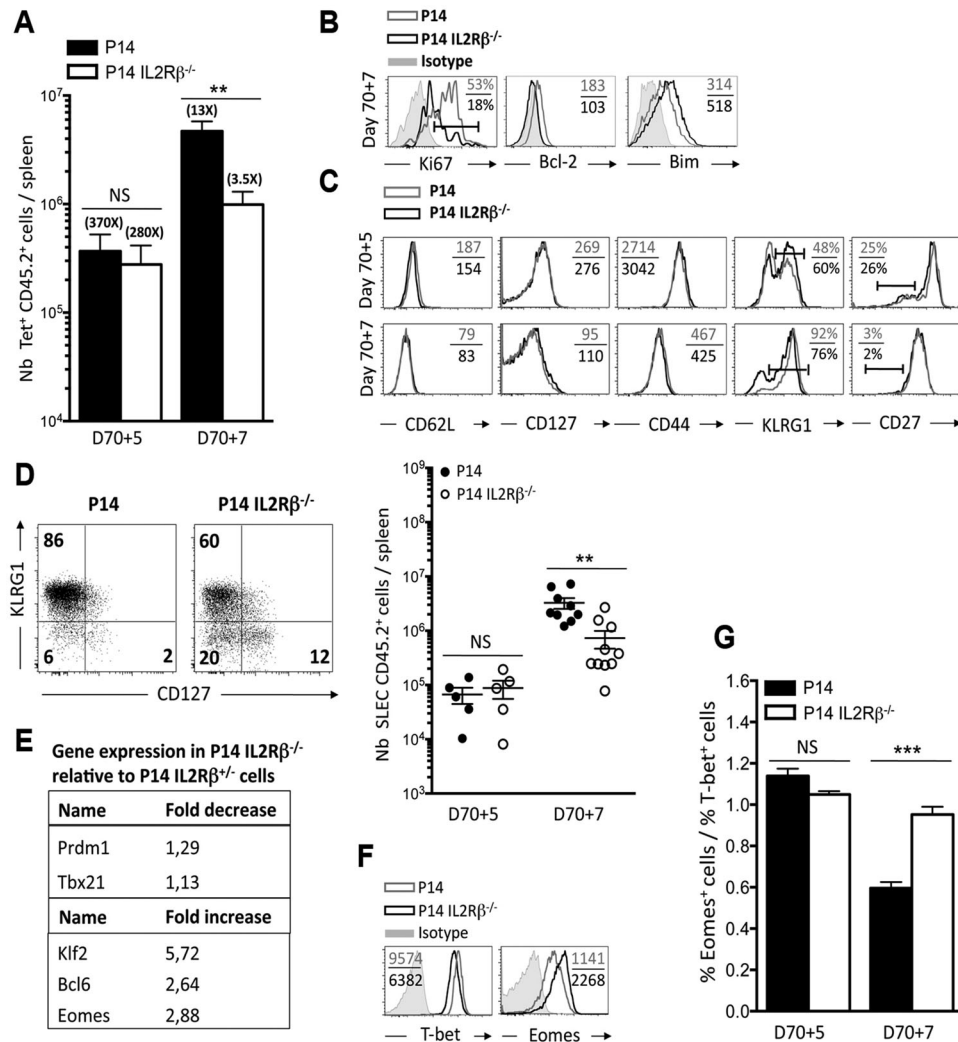 A
P14
P14 IL2Rβ-/-
Nb Tet+ CD45.2+ cells / spleen
10^7
10^6
10^5
10^4
NS
(370X)
(280X)
**
(13X)
(3.5X)
D70+5
D70+7
B
P14
P14 IL2Rβ-/-
Isotype
Day 70+7
53%
18%
183
103
314
518
Ki67
Bcl-2
Bim
C
P14
P14 IL2Rβ-/-
Day 70+5
187
154
269
276
2714
3042
48%
60%
25%
26%
Day 70+7
79
83
95
110
467
425
92%
76%
3%
2%
CD62L
CD127
CD44
KLRG1
CD27
D
P14
P14 IL2Rβ-/-
KLRG1
86
6
2
60
20
12
CD127
P14
P14 IL2Rβ-/-
Nb SLEC CD45.2+ cells / spleen
10^9
10^8
10^7
10^6
10^5
10^4
10^3
NS
**
D70+5
D70+7
E
Gene expression in P14 IL2Rβ-/-
relative to P14 IL2Rβ+/- cells
Name Fold decrease
Prdm1 1,29
Tbx21 1,13
Name Fold increase
Klf2 5,72
Bcl6 2,64
Eomes 2,88
F
P14
P14 IL2Rβ-/-
Isotype
9574
6382
1141
2268
T-bet
Eomes
G
P14
P14 IL2Rβ-/-
% Eomes+ cells / % T-bet+ cells
1.6
1.4
1.2
1.0
0.8
0.6
0.4
0.2
0.0
NS
***
D70+5
D70+7